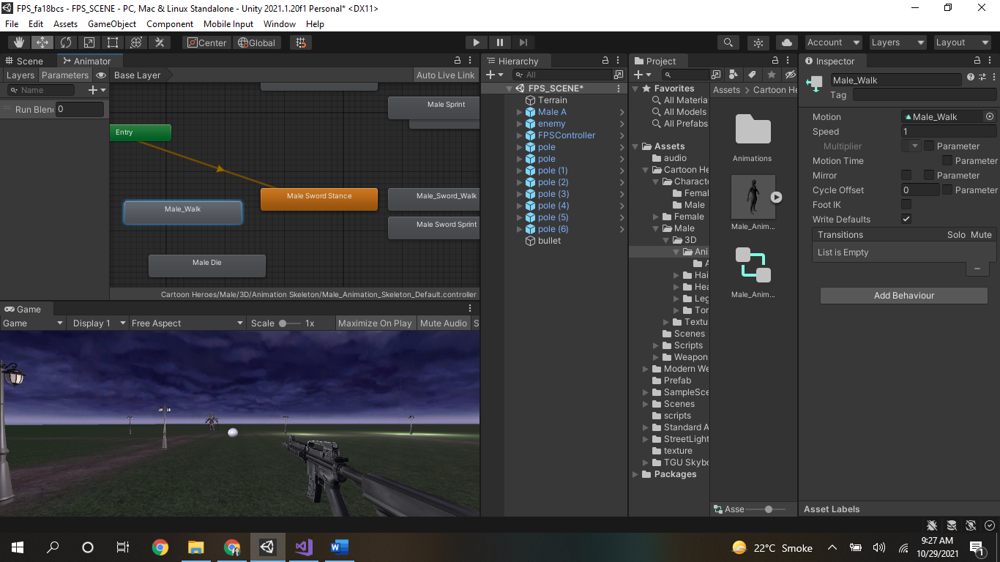 FPS_fa18bcs - FPS_SCENE - PC, Mac & Linux Standalone - Unity 2021.1.20f1 Personal* <DX11>
File Edit Assets GameObject Component Mobile Input Window Help
Center Global Account Layers Layout
Scene Animator
Layers Parameters Base Layer Auto Live Link
Name
Run Blend 0
Male Sprint
Entry
Male Sword Stance
Male_Sword_Walk
Male_Walk
Male Sword Sprint
Male Die
Cartoon Heroes/Male/3D/Animation Skeleton/Male_Animation_Skeleton_Default.controller
Game
Game Display 1 Free Aspect Scale 1x Maximize On Play Mute Audio S
Hierarchy
All
FPS_SCENE*
Terrain
Male A
enemy
FPSController
pole
pole
pole (1)
pole (2)
pole (3)
pole (4)
pole (5)
pole (6)
bullet
Project
Favorites
All Materia
All Models
All Prefabs
Assets
audio
Cartoon He
Characte
Femal
Male
Female
Male
3D
Ani
A
Hai
Hea
Leg
Tor
Textu
Scenes
Scripts
Weapon
Modern We
Prefab
SampleSce
Scenes
scripts
Standard A
StreetLight
texture
TGU Skybo
Packages
Assets > Cartoon He
Animations
Male_Anim...
Male_Anim...
Asse
Inspector
Male_Walk
Tag
Motion Male_Walk
Speed 1
Multiplier Parameter
Motion Time Parameter
Mirror Parameter
Cycle Offset 0 Parameter
Foot IK
Write Defaults
Transitions Solo Mute
List is Empty
Add Behaviour
Asset Labels
22°C Smoke
9:27 AM
10/29/2021
1